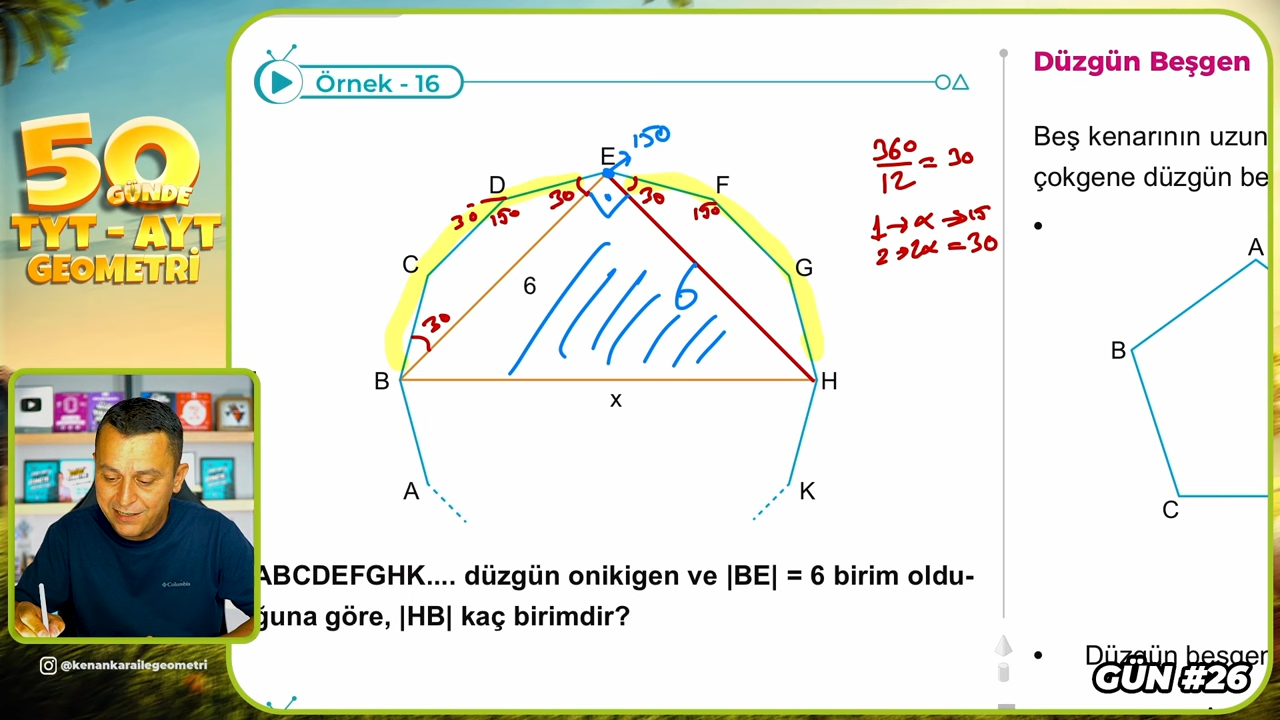 50
GÜNDE
TYT - AYT
GEOMETRİ
Örnek - 16
E
150
D
F
30
30
30
150
150
C
G
6
6
30
B
H
x
A
K
360
12
= 30
1 → α → 15
2 → 2α = 30
ABCDEFGHK.... düzgün onikigen ve |BE| = 6 birim oldu-
ğuna göre, |HB| kaç birimdir?
Düzgün Beşgen
Beş kenarının uzun
çokgene düzgün be
•
A
B
C
• Düzgün beşgen
GÜN #26
Columbia
@kenankarailegeometri